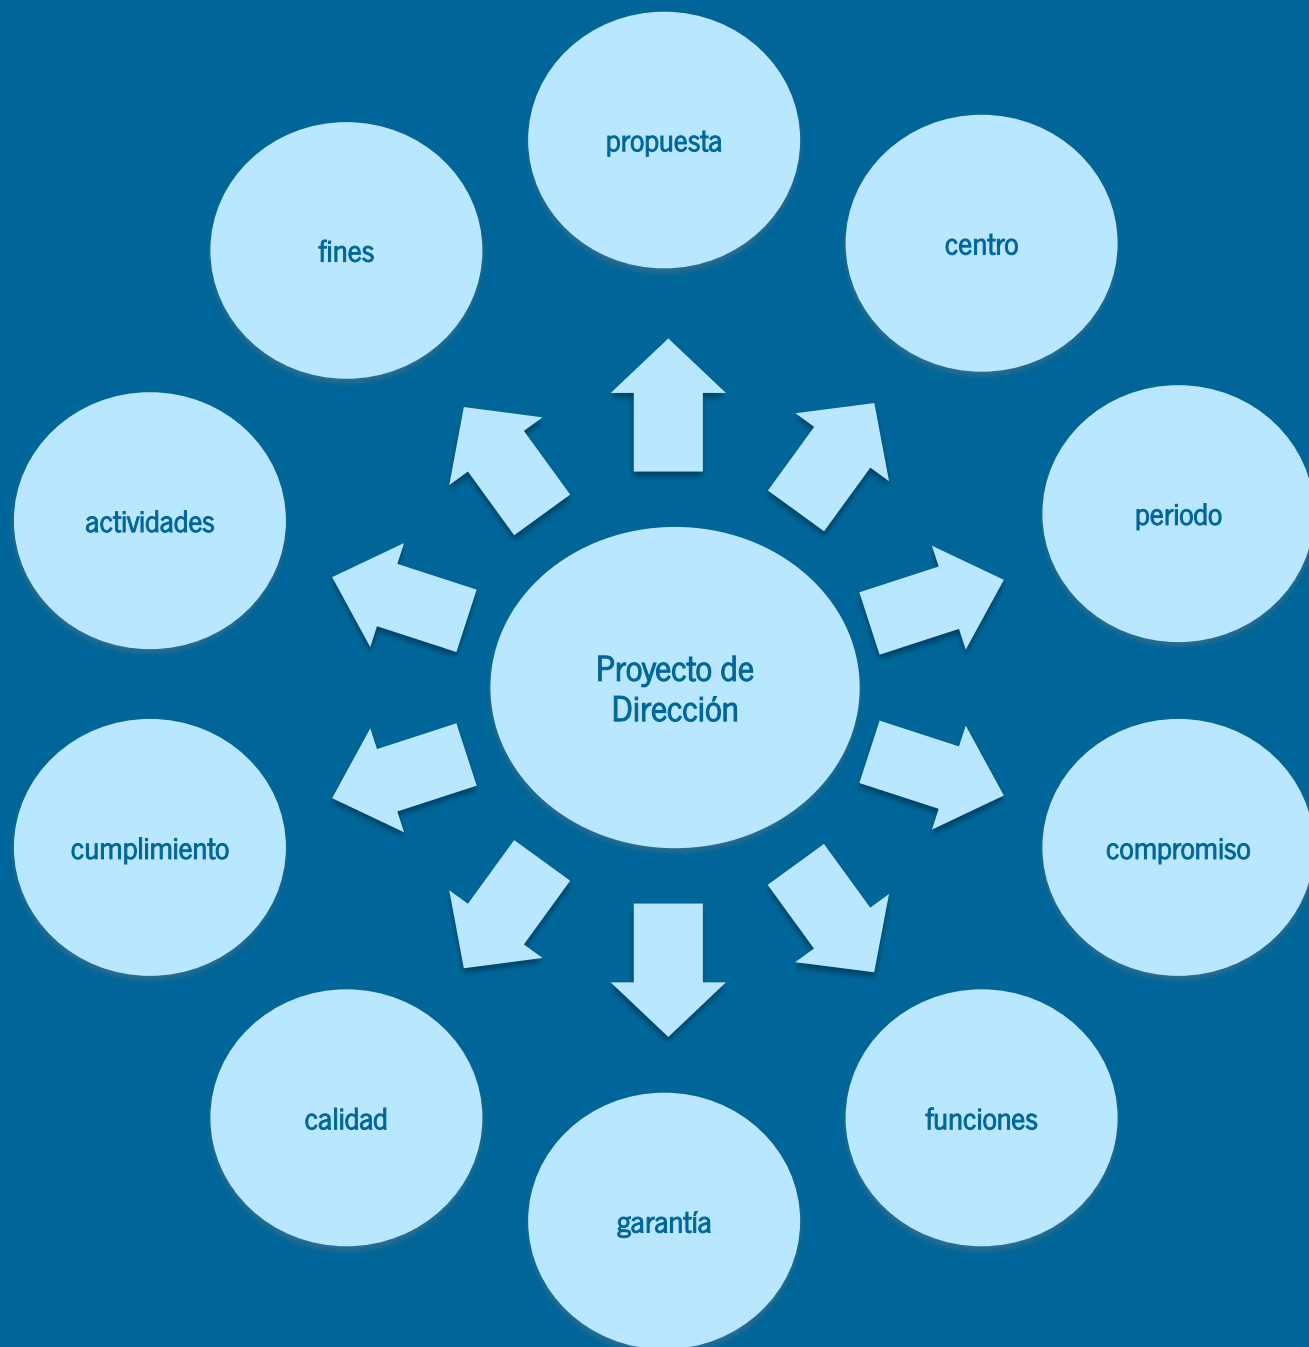 propuesta
centro
fines
periodo
actividades
Proyecto de
Dirección
compromiso
cumplimiento
funciones
calidad
garantía